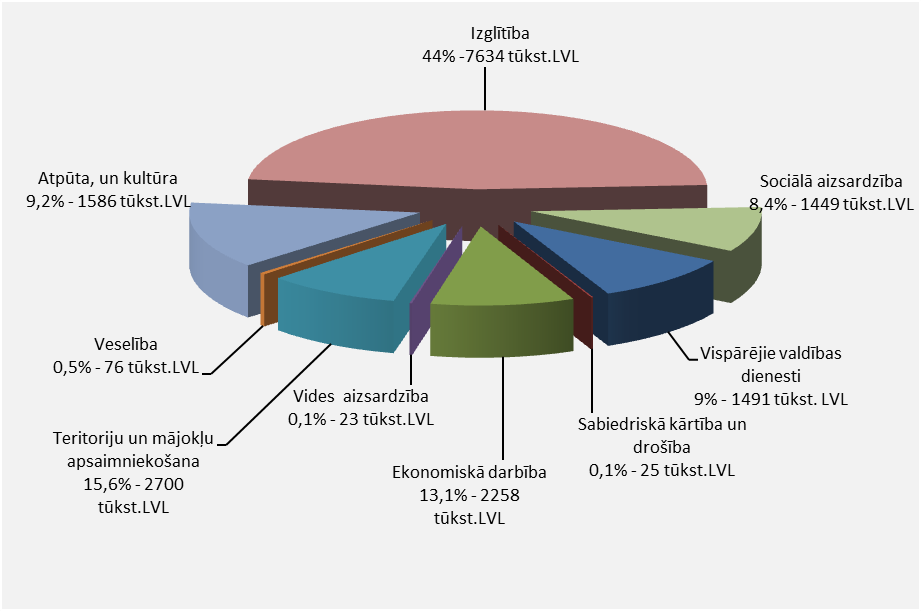 Izglītība
44% -7634 tūkst.LVL
Atpūta, un kultūra
9,2% - 1586 tūkst.LVL
Sociālā aizsardzība
8,4% - 1449 tūkst.LVL
Veselība
0,5% - 76 tūkst.LVL
Vispārējie valdības
dienesti
9% - 1491 tūkst. LVL
Vides  aizsardzība
0,1% - 23 tūkst.LVL
Sabiedriskā kārtība un
drošība
0,1% - 25 tūkst.LVL
Teritoriju un mājokļu
apsaimniekošana
15,6% - 2700
tūkst.LVL
Ekonomiskā darbība
13,1% - 2258
tūkst.LVL